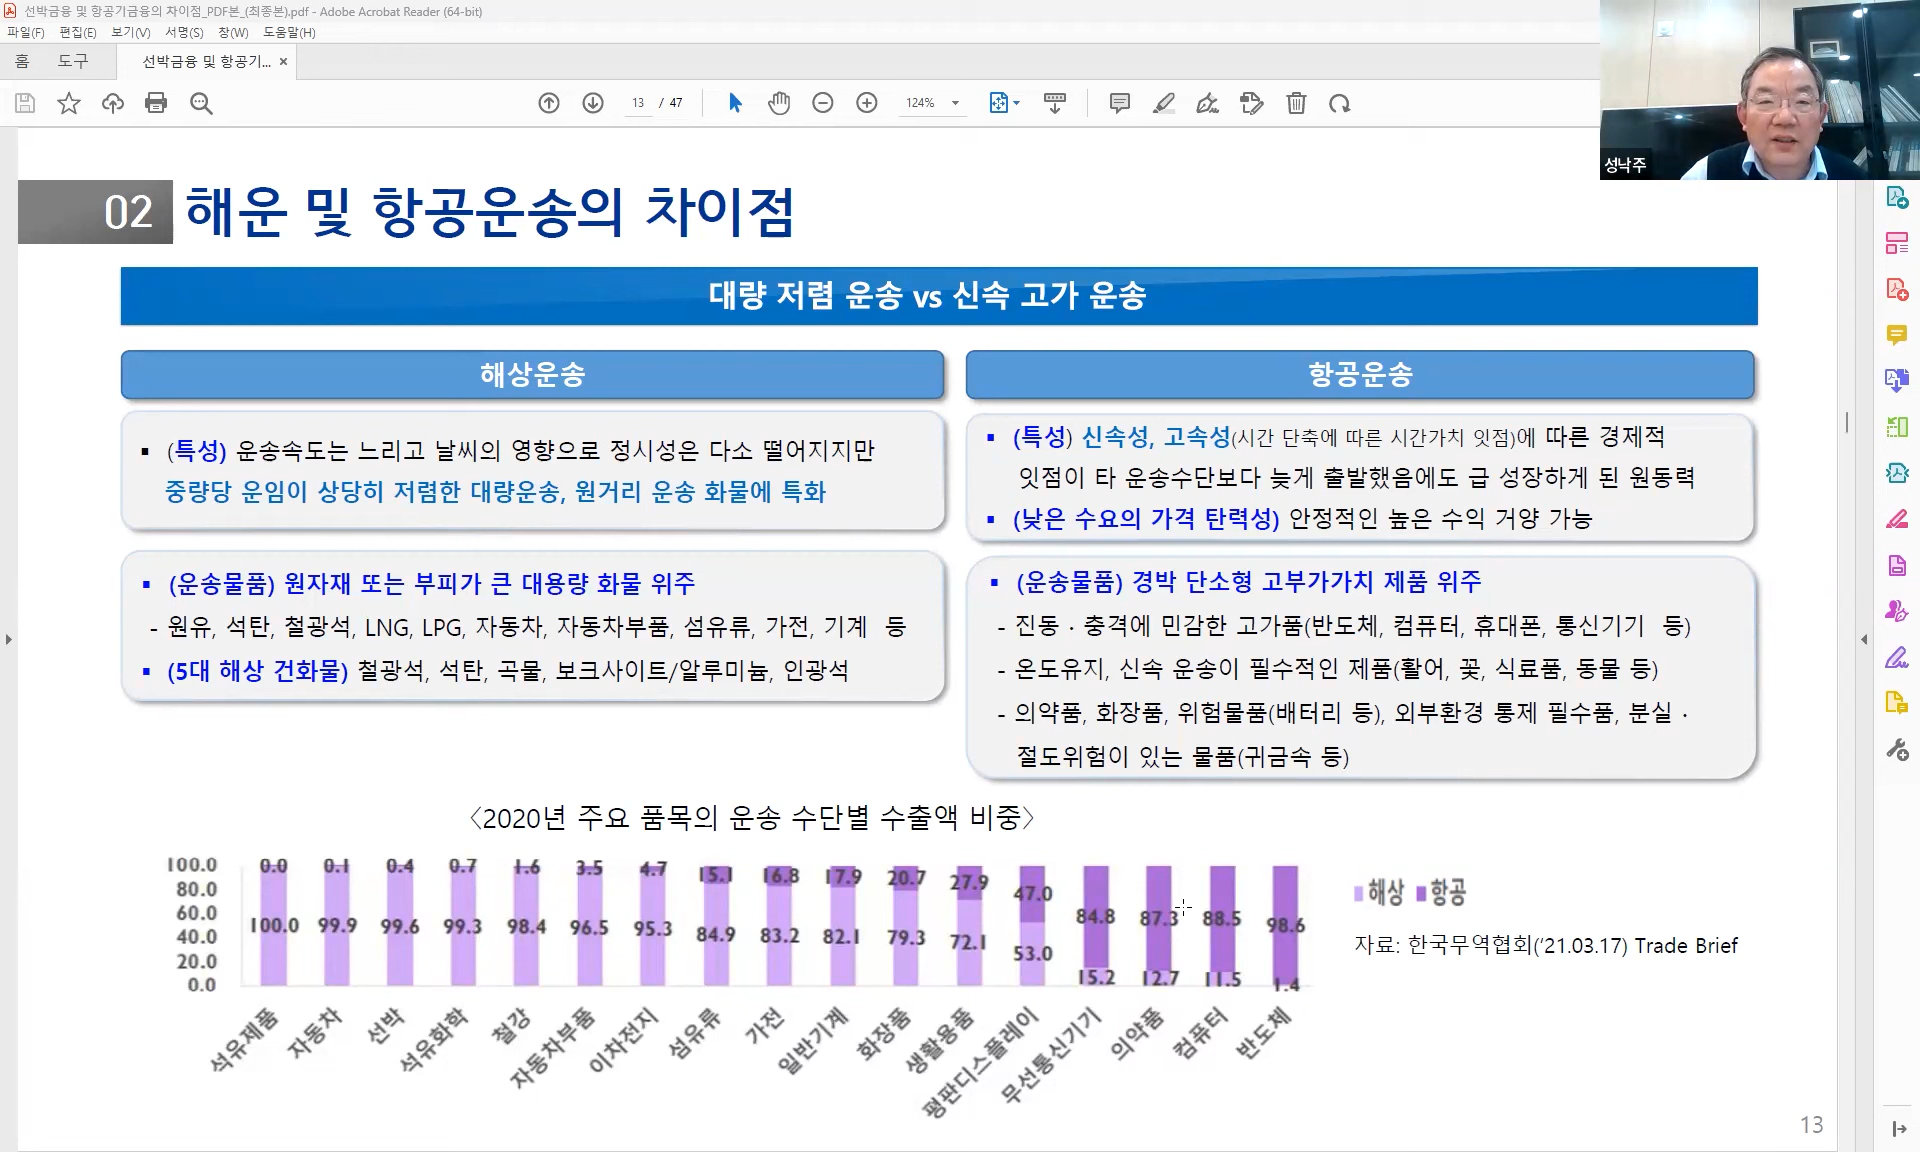 선박금융 및 항공기금융의 차이점_PDF본_(최종본).pdf - Adobe Acrobat Reader (64-bit)
파일(F) 편집(E) 보기(V) 서명(S) 창(W) 도움말(H)
홈 도구 선박금융 및 항공기... ×
13 / 47 124%
성낙주
02 해운 및 항공운송의 차이점
대량 저렴 운송 vs 신속 고가 운송
해상운송
▪ (특성) 운송속도는 느리고 날씨의 영향으로 정시성은 다소 떨어지지만
중량당 운임이 상당히 저렴한 대량운송, 원거리 운송 화물에 특화
▪ (운송물품) 원자재 또는 부피가 큰 대용량 화물 위주
- 원유, 석탄, 철광석, LNG, LPG, 자동차, 자동차부품, 섬유류, 가전, 기계 등
▪ (5대 해상 건화물) 철광석, 석탄, 곡물, 보크사이트/알루미늄, 인광석
항공운송
▪ (특성) 신속성, 고속성(시간 단축에 따른 시간가치 잇점)에 따른 경제적
잇점이 타 운송수단보다 늦게 출발했음에도 급 성장하게 된 원동력
▪ (낮은 수요의 가격 탄력성) 안정적인 높은 수익 거양 가능
▪ (운송물품) 경박 단소형 고부가가치 제품 위주
- 진동 · 충격에 민감한 고가품(반도체, 컴퓨터, 휴대폰, 통신기기 등)
- 온도유지, 신속 운송이 필수적인 제품(활어, 꽃, 식료품, 동물 등)
- 의약품, 화장품, 위험물품(배터리 등), 외부환경 통제 필수품, 분실 ·
절도위험이 있는 물품(귀금속 등)
〈2020년 주요 품목의 운송 수단별 수출액 비중〉
100.0
80.0
60.0
40.0
20.0
0.0
0.0 0.1 0.4 0.7 1.6 3.5 4.7 15.1 16.8 17.9 20.7 27.9 47.0 84.8 87.3 88.5 98.6
100.0 99.9 99.6 99.3 98.4 96.5 95.3 84.9 83.2 82.1 79.3 72.1 53.0 15.2 12.7 11.5 1.4
석유제품 자동차 선박 석유화학 철강 자동차부품 이차전지 섬유류 가전 일반기계 화장품 생활용품 평판디스플레이 무선통신기기 의약품 컴퓨터 반도체
해상 항공
자료: 한국무역협회(’21.03.17) Trade Brief
13